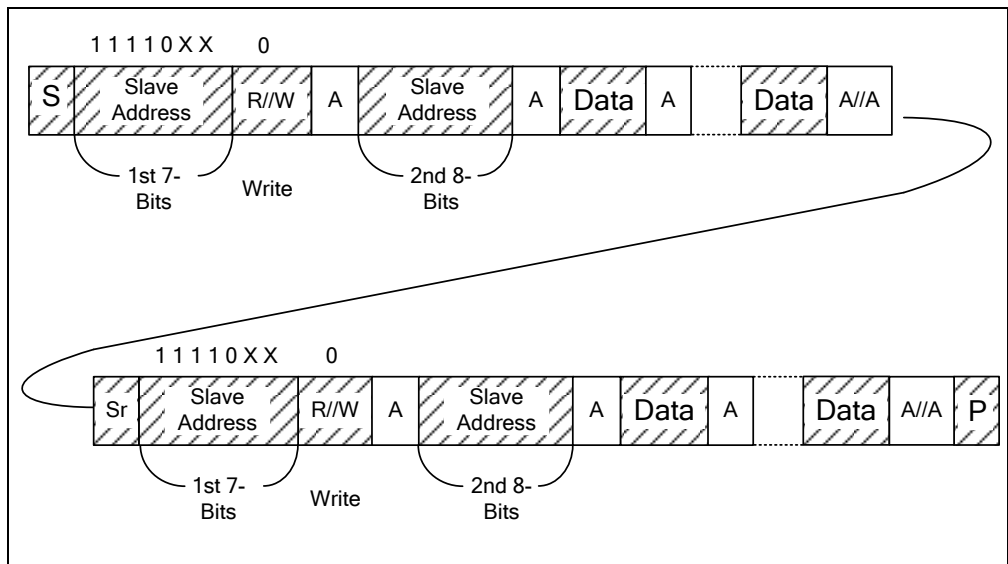 1 1 1 1 0 X X 0
S Slave Address R//W A Slave Address A Data A Data A//A
1st 7-Bits Write 2nd 8-Bits
1 1 1 1 0 X X 0
Sr Slave Address R//W A Slave Address A Data A Data A//A P
1st 7-Bits Write 2nd 8-Bits